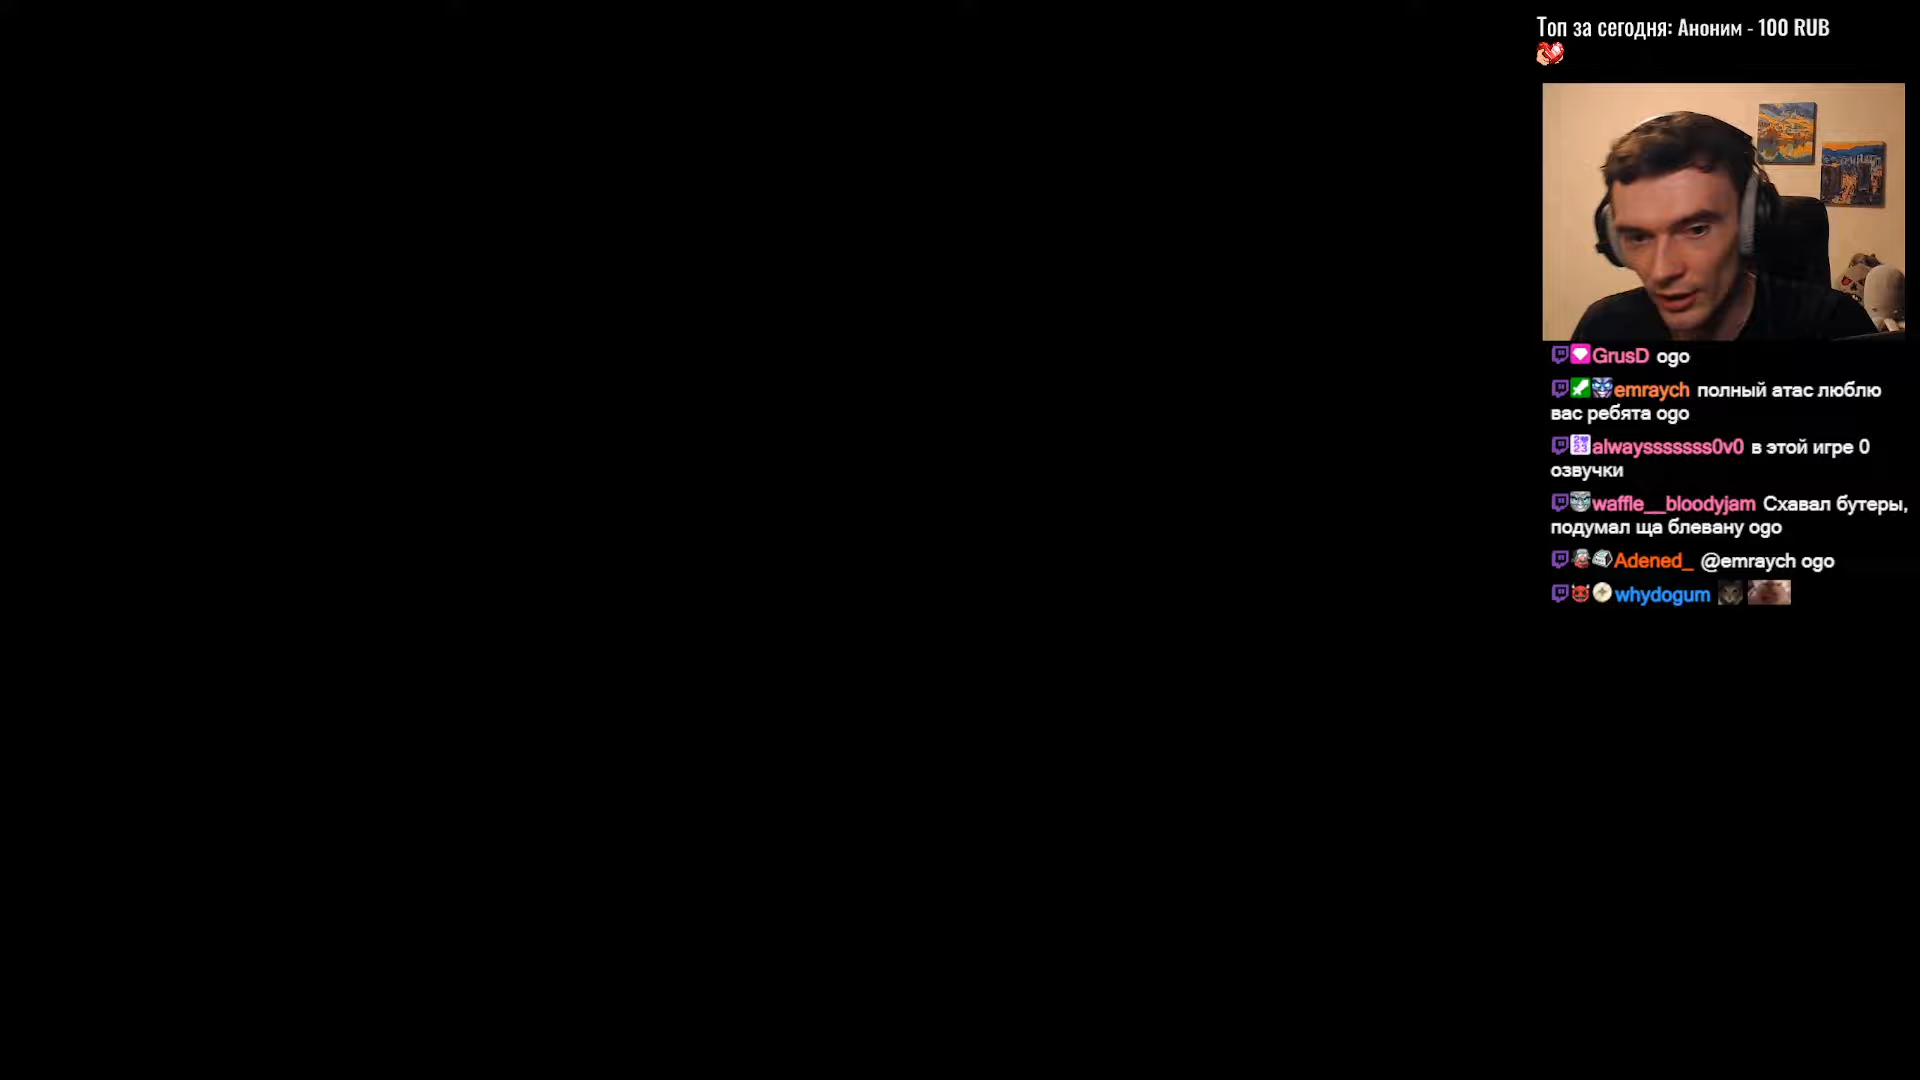 Топ за сегодня: Аноним - 100 RUB
GrusD ogo
emraych полный атас люблю
вас ребята ogo
alwaysssssss0v0 в этой игре 0
озвучки
waffle__bloodyjam Схавал бутеры,
подумал ща блевану ogo
Adened_ @emraych ogo
whydogum